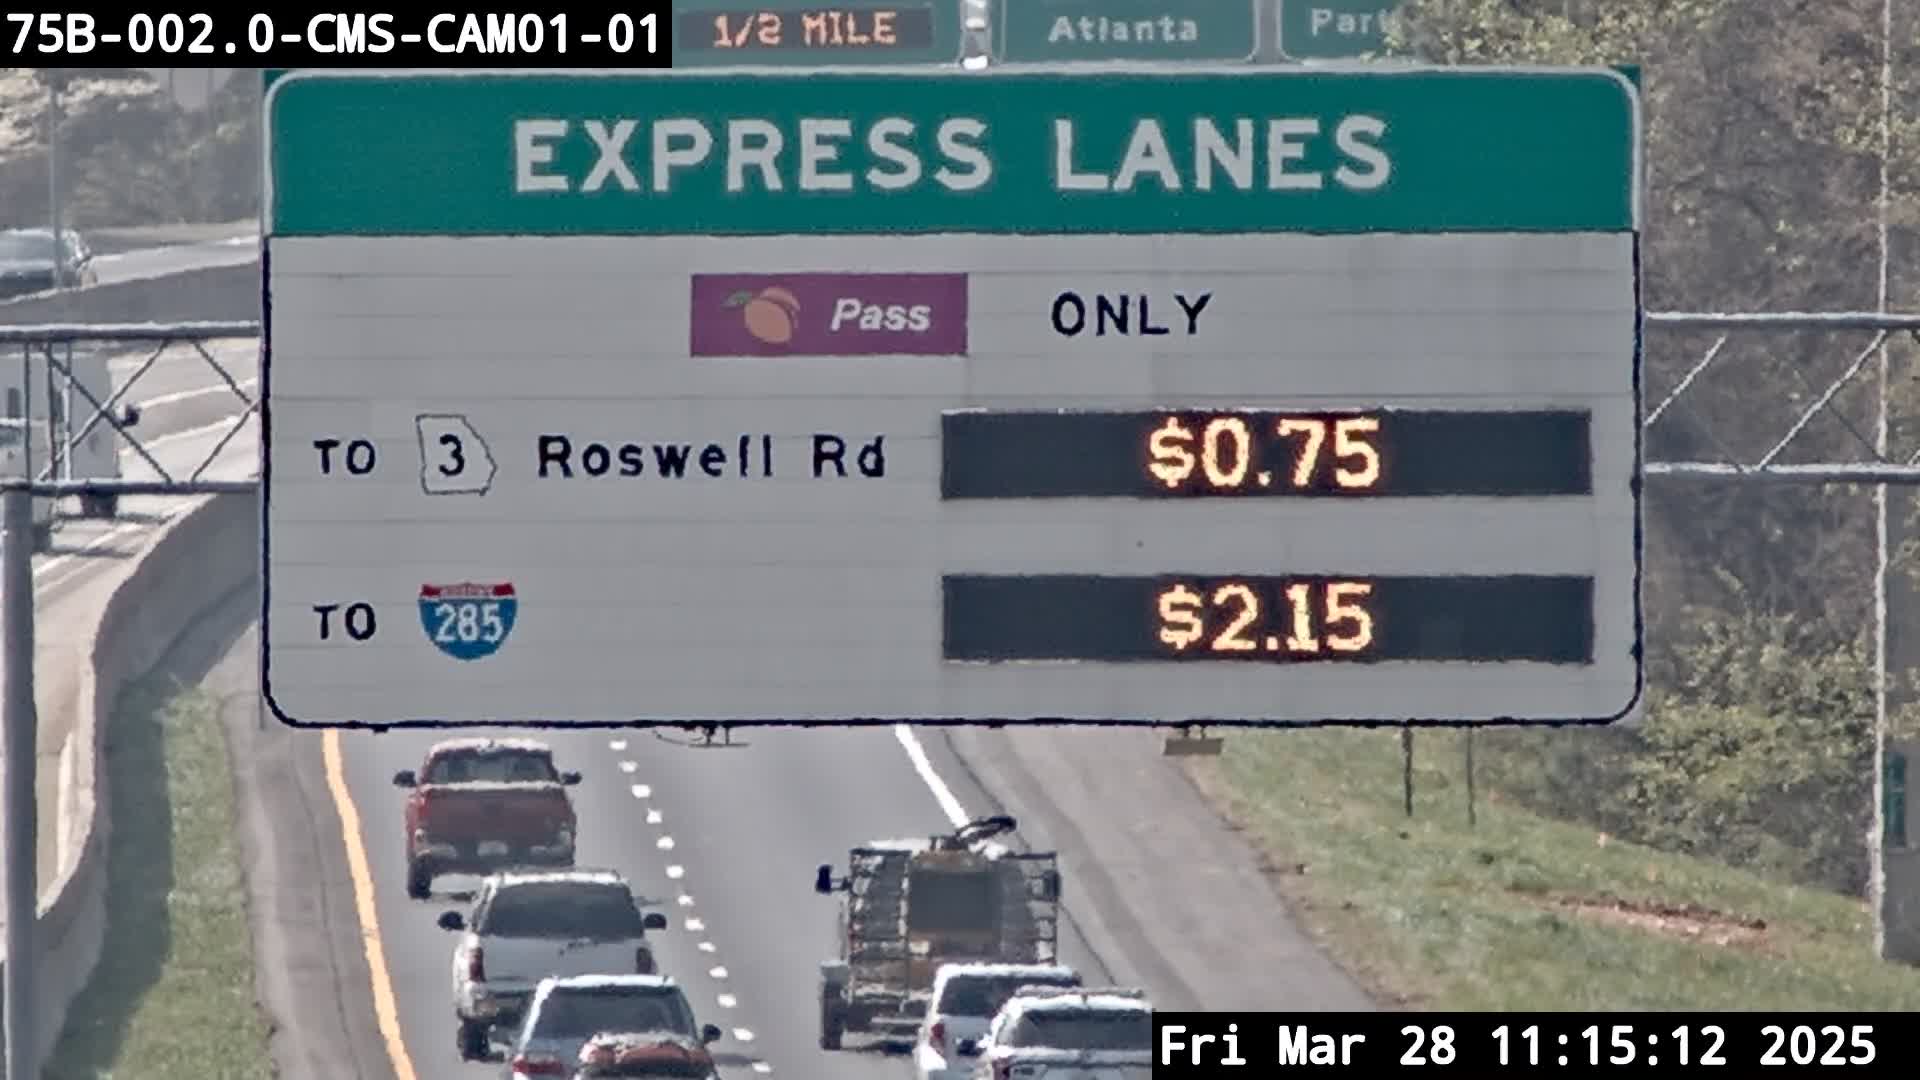 75B-002.0-CMS-CAM01-01
1/2 MILE
Atlanta
EXPRESS LANES
Pass ONLY
TO 3 Roswell Rd $0.75
TO 285 $2.15
Fri Mar 28 11:15:12 2025